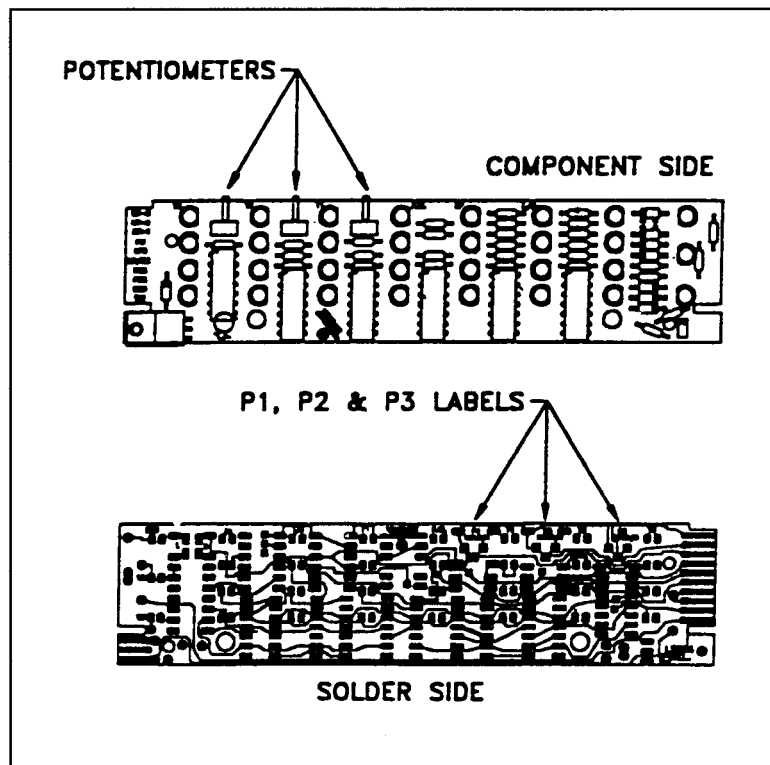 POTENTIOMETERS
COMPONENT SIDE
P1, P2 & P3 LABELS
SOLDER SIDE